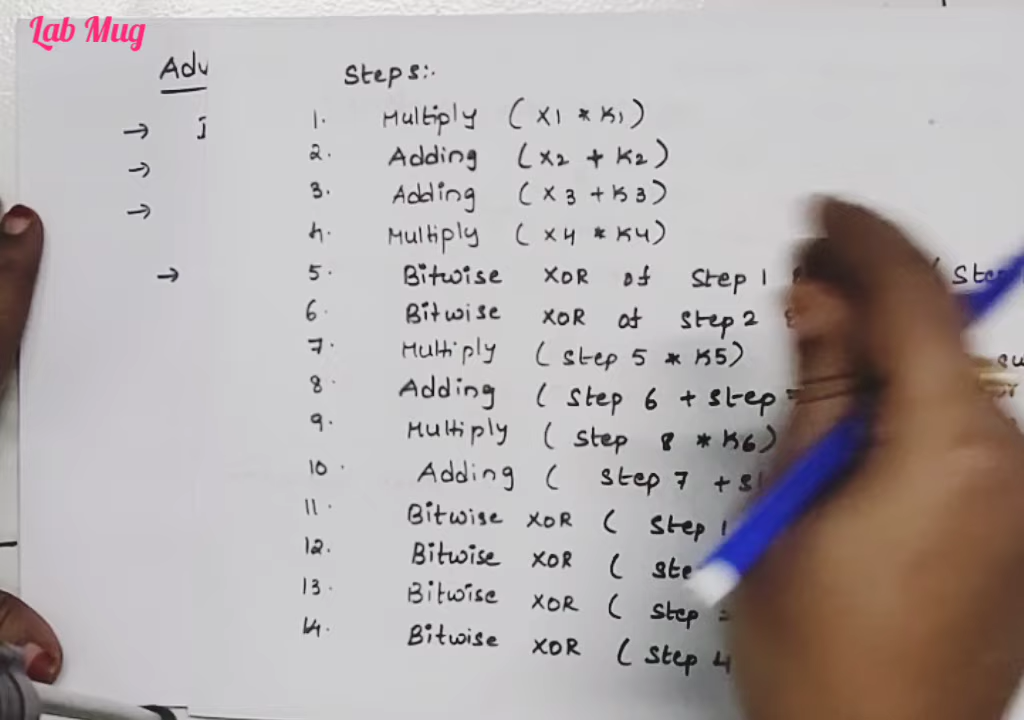 Lab Mug
Steps:
1. Multiply (X1 * K1)
2. Adding (X2 + K2)
3. Adding (X3 + K3)
4. Multiply (X4 * K4)
5. Bitwise XOR of Step 1
6. Bitwise XOR of Step 2
7. Multiply (Step 5 * K5)
8. Adding (Step 6 + Step
9. Multiply (Step 8 * K6)
10. Adding ( Step 7 +
11. Bitwise XOR ( Step
12. Bitwise XOR (
13. Bitwise XOR ( Step
14. Bitwise XOR ( Step 4